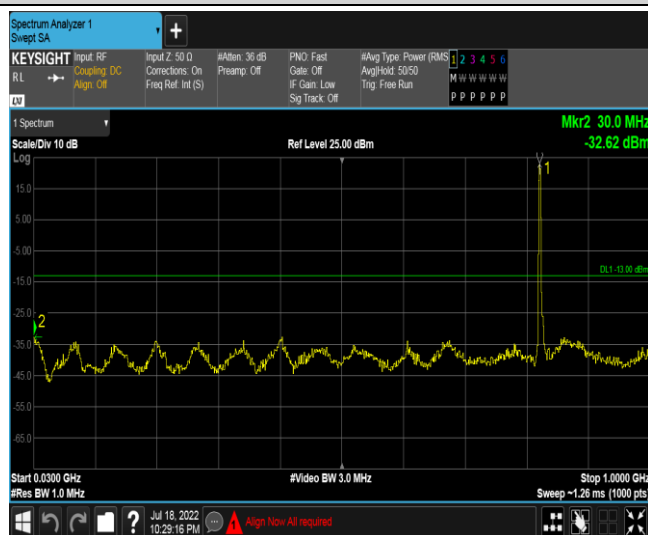 Spectrum Analyzer 1
Swept SA
+
KEYSIGHT
RL
LXI
Input: RF
Coupling: DC
Align: Off
Input Z: 50 Ω
Corrections: On
Freq Ref: Int (S)
#Atten: 36 dB
Preamp: Off
PNO: Fast
Gate: Off
IF Gain: Low
Sig Track: Off
#Avg Type: Power (RMS
Avg|Hold: 50/50
Trig: Free Run
1 2 3 4 5 6
M W W W W W
P P P P P P
1 Spectrum
Mkr2 30.0 MHz
Scale/Div 10 dB
Ref Level 25.00 dBm
-32.62 dBm
Log
1
15.0
5.00
-5.00
DL1 -13.00 dBm
-15.0
-25.0
2
-35.0
-45.0
-55.0
-65.0
Start 0.0300 GHz
#Video BW 3.0 MHz
Stop 1.0000 GHz
#Res BW 1.0 MHz
Sweep ~1.26 ms (1000 pts)
?
Jul 18, 2022
10:29:16 PM
Align Now All required